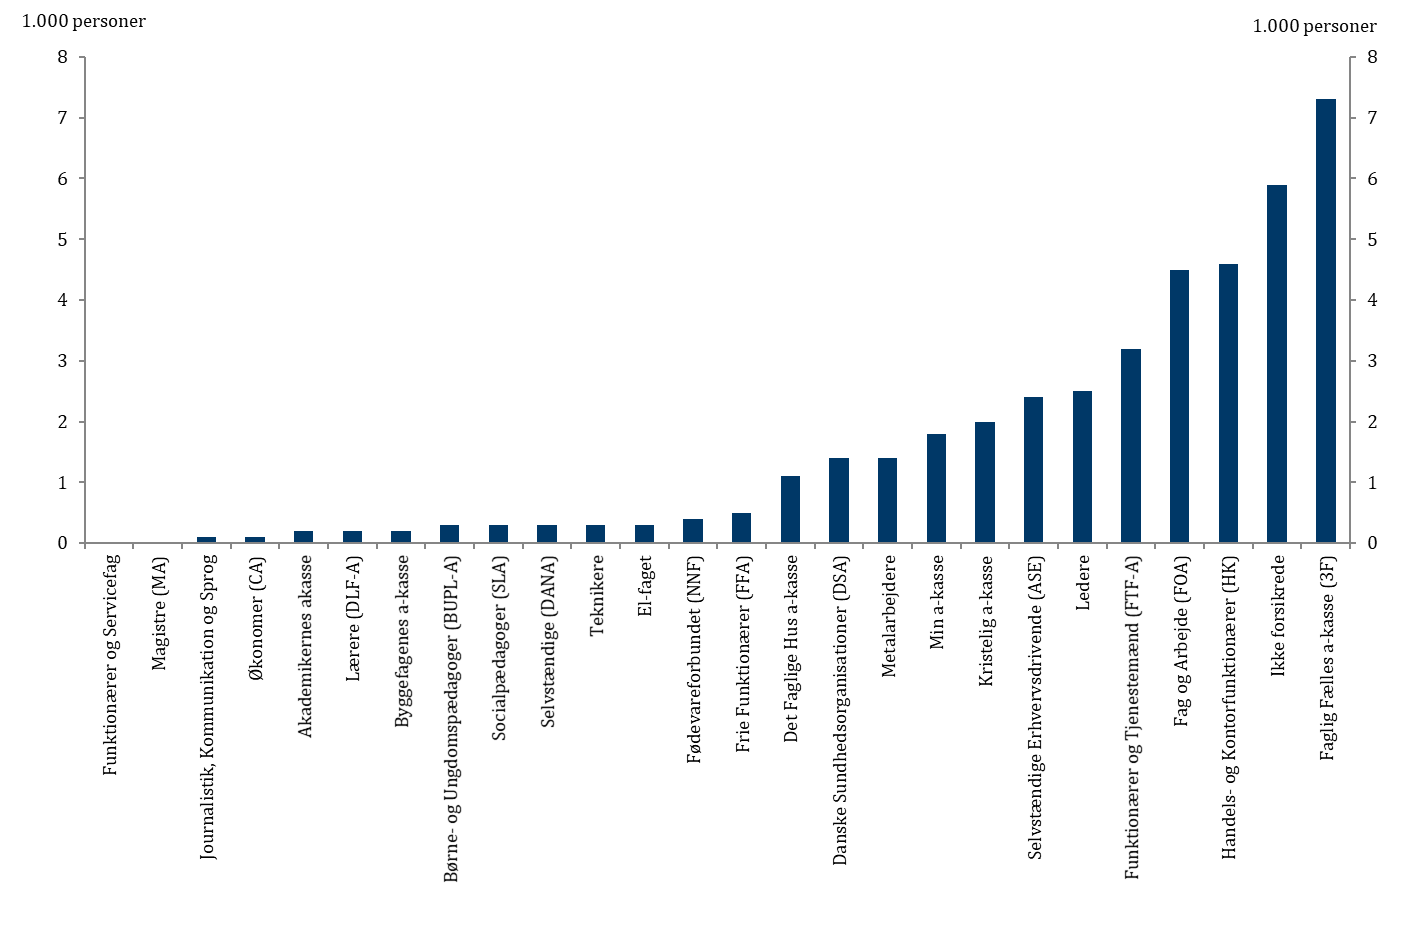 1.000 personer
1.000 personer
8
7
6
5
4
3
2
1
0
8
7
6
5
4
3
2
1
0
Funktionærer og Servicefag
Magistre (MA)
Journalistik, Kommunikation og Sprog
Økonomer (CA)
Akademikernes akasse
Lærere (DLF-A)
Byggefagenes a-kasse
Børne- og Ungdomspædagoger (BUPL-A)
Socialpædagoger (SLA)
Selvstændige (DANA)
Teknikere
El-faget
Fødevareforbundet (NNF)
Frie Funktionærer (FFA)
Det Faglige Hus a-kasse
Danske Sundhedsorganisationer (DSA)
Metalarbejdere
Min a-kasse
Kristelig a-kasse
Selvstændige Erhvervsdrivende (ASE)
Ledere
Funktionærer og Tjenestemænd (FTF-A)
Fag og Arbejde (FOA)
Handels- og Kontorfunktionærer (HK)
Ikke forsikrede
Faglig Fælles a-kasse (3F)